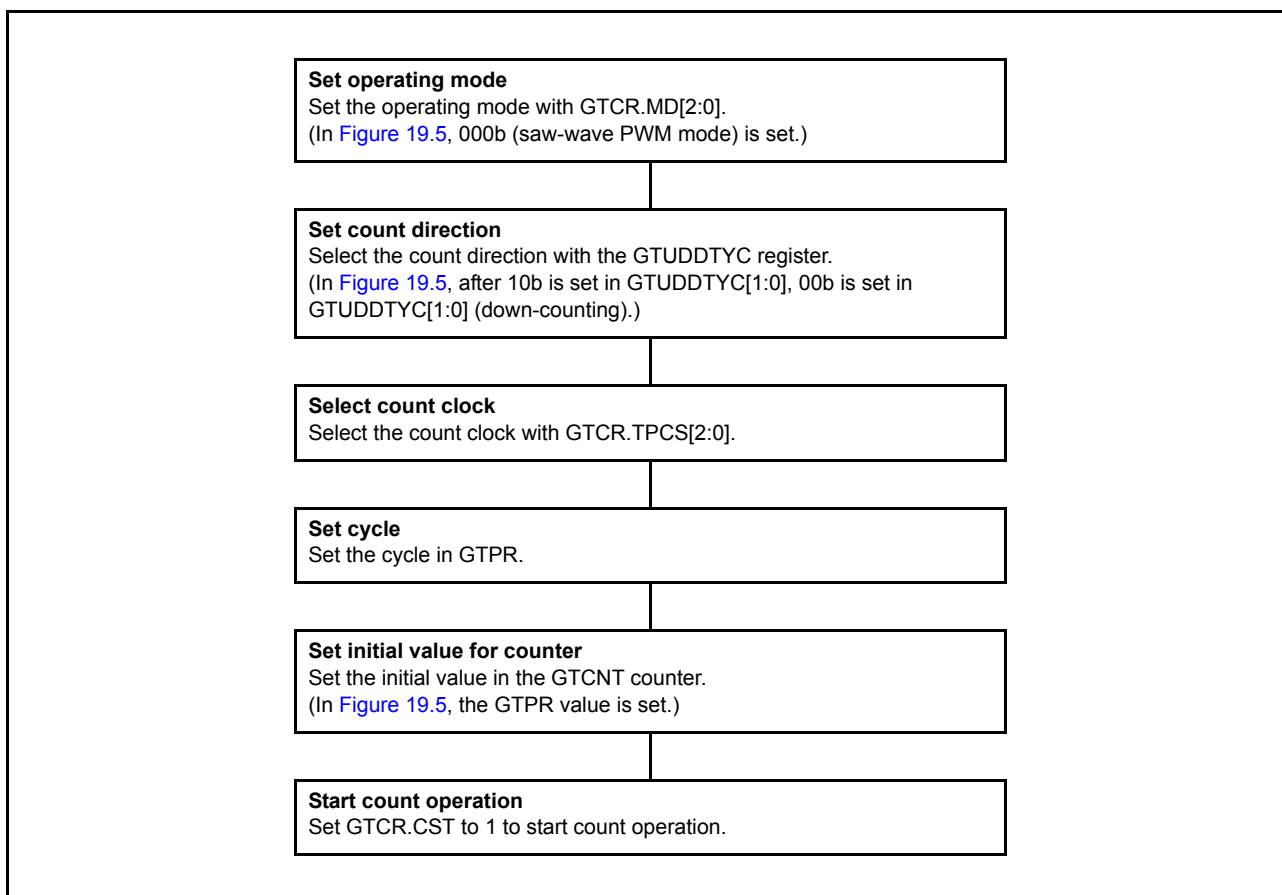 Set operating mode
Set the operating mode with GTCR.MD[2:0].
(In Figure 19.5, 000b (saw-wave PWM mode) is set.)
Set count direction
Select the count direction with the GTUDDTYC register.
(In Figure 19.5, after 10b is set in GTUDDTYC[1:0], 00b is set in
GTUDDTYC[1:0] (down-counting).)
Select count clock
Select the count clock with GTCR.TPCS[2:0].
Set cycle
Set the cycle in GTPR.
Set initial value for counter
Set the initial value in the GTCNT counter.
(In Figure 19.5, the GTPR value is set.)
Start count operation
Set GTCR.CST to 1 to start count operation.